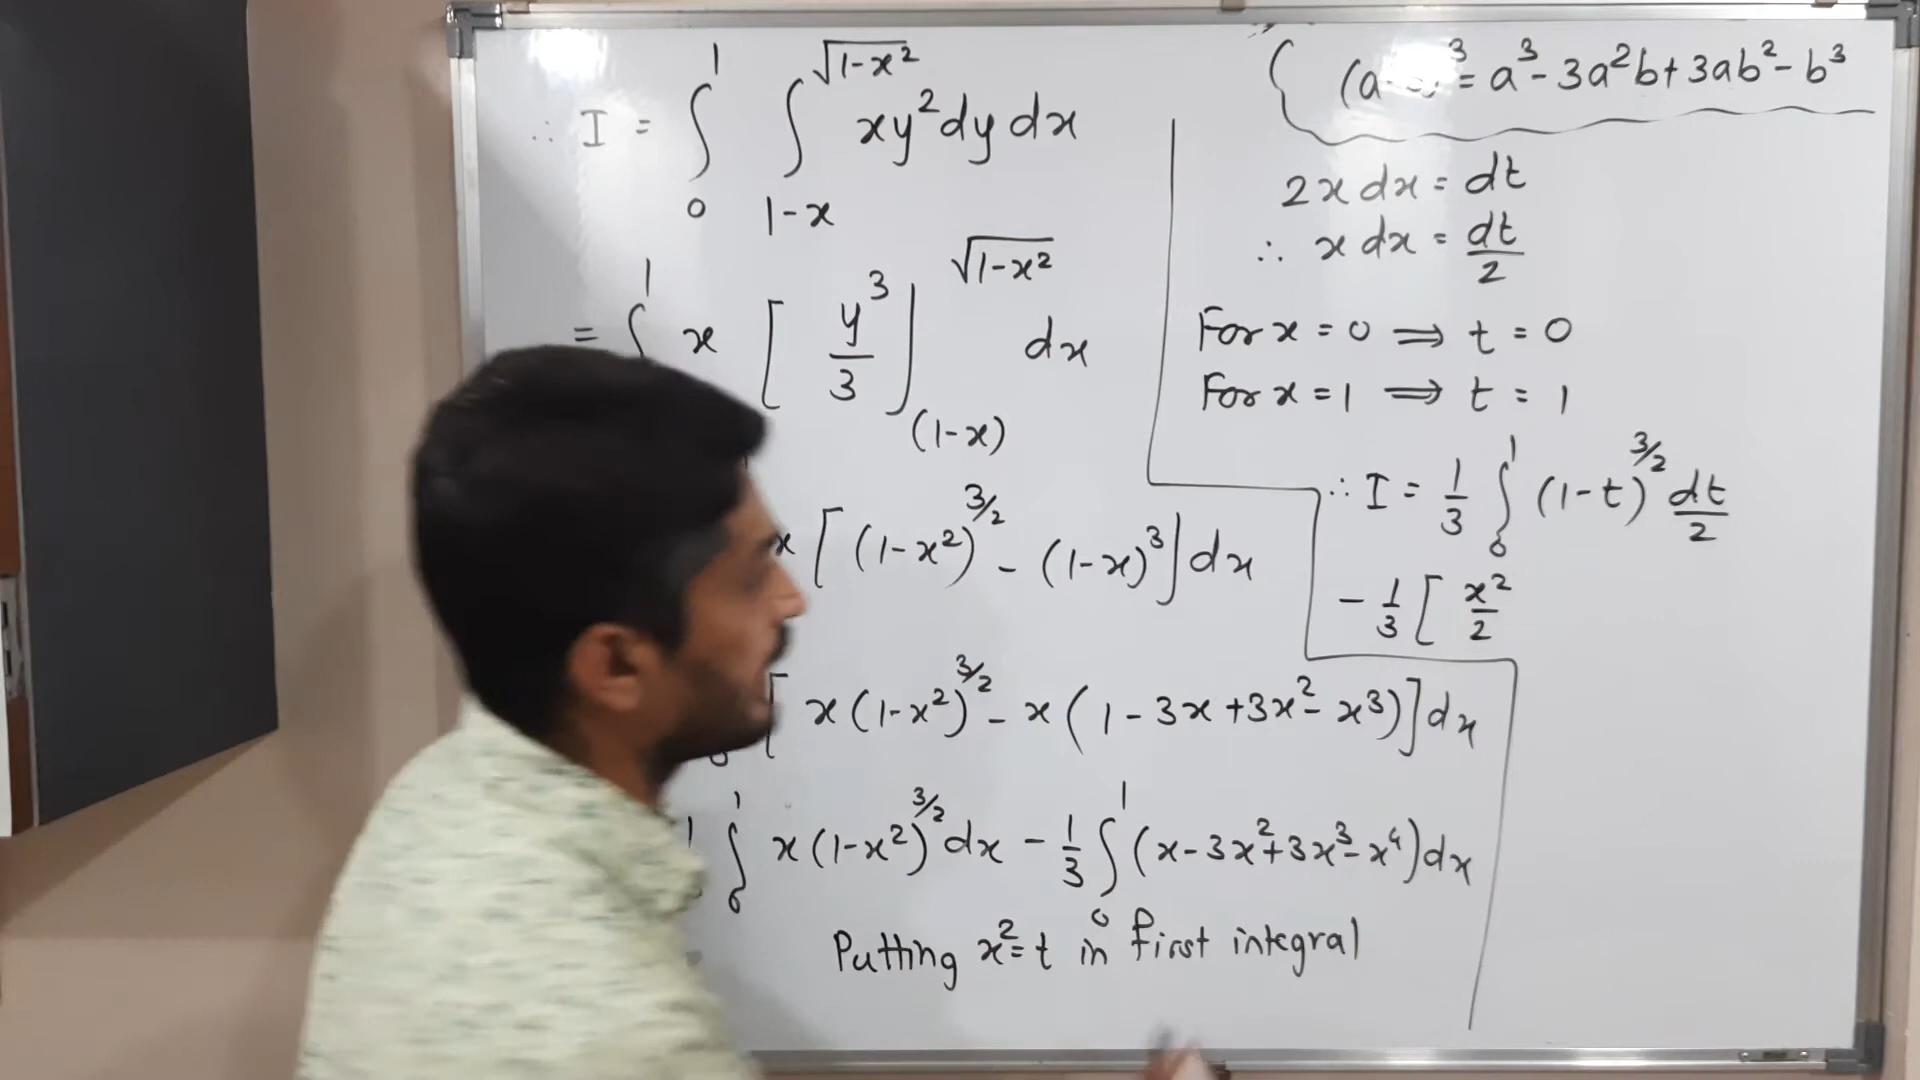 ∴ I = ∫₀¹ ∫_{1-x}^{√(1-x²)} xy² dy dx
= ∫¹ x [y³/3]_{(1-x)}^{√(1-x²)} dx
x [(1-x²)^{3/2} - (1-x)³] dx
₀ [x(1-x²)^{3/2} - x(1-3x+3x²-x³)] dx
∫₀¹ x(1-x²)^{3/2} dx - 1/3 ∫₀¹ (x-3x²+3x³-x⁴) dx
Putting x²=t in first integral
(a ³ = a³-3a²b+3ab²-b³
2x dx = dt
∴ x dx = dt/2
For x = 0 ⟹ t = 0
For x = 1 ⟹ t = 1
∴ I = 1/3 ∫₀¹ (1-t)^{3/2} dt/2
- 1/3 [x²/2